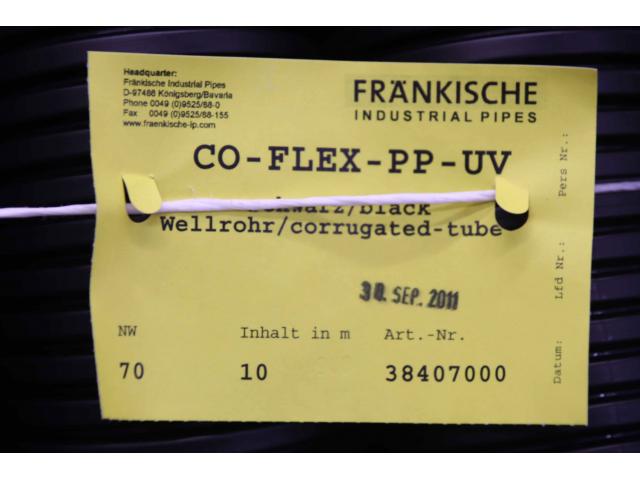 Headquarter:
Fränkische Industrial Pipes
D-97486 Königsberg/Bavaria
Phone 0049 (0)9525/88-0
Fax 0049 (0)9525/88-155
www.fraenkische-ip.com
FRÄNKISCHE
INDUSTRIAL PIPES
CO-FLEX-PP-UV
schwarz/black
Wellrohr/corrugated-tube
30. SEP. 2011
NW Inhalt in m Art.-Nr.
70 10 38407000
Pers Nr.:
Lfd Nr.:
Datum: